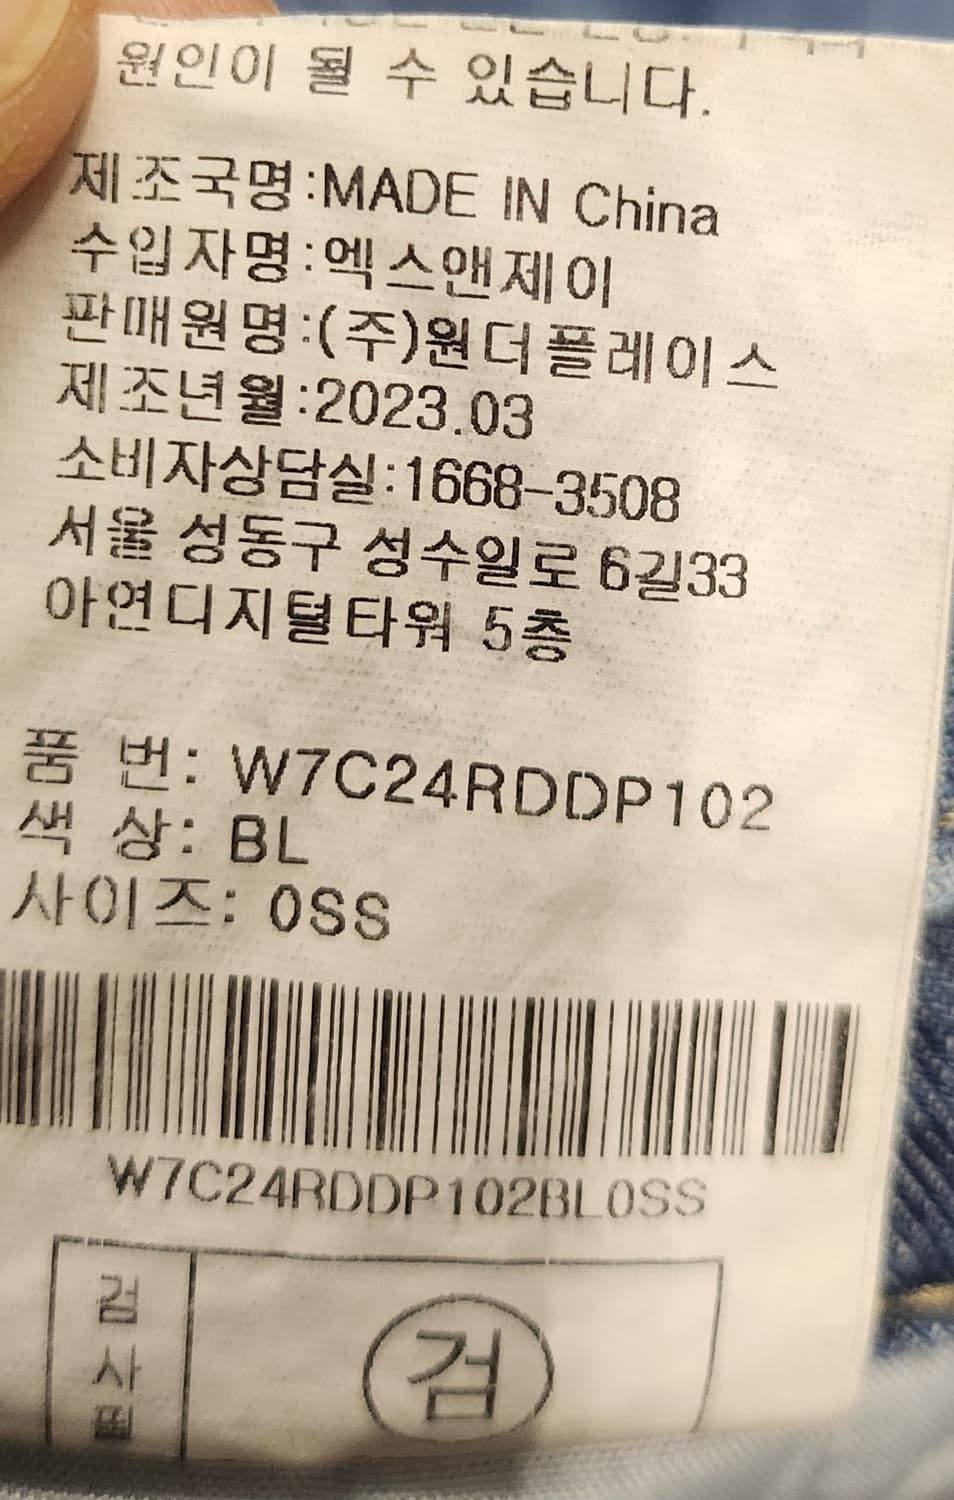 원인이 될 수 있습니다.
제조국명:MADE IN China
수입자명:엑스앤제이
판매원명:(주)원더플레이스
제조년월:2023.03
소비자상담실:1668-3508
서울 성동구 성수일로 6길33
아연디지털타워 5층
품 번: W7C24RDDP102
색 상: BL
사이즈: 0SS
W7C24RDDP102BL0SS
검
사
필
검